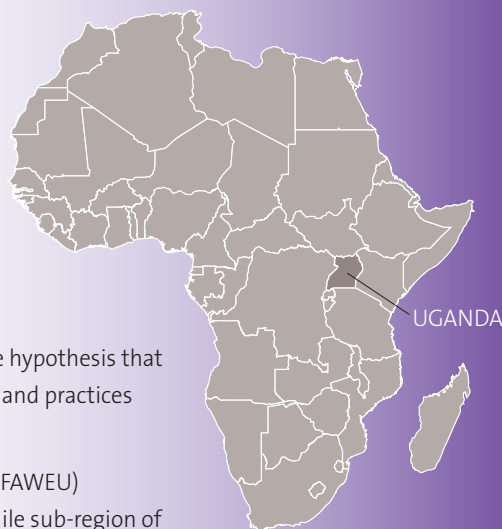 UGANDA
e hypothesis that
and practices
FAWEU)
ile sub-region of